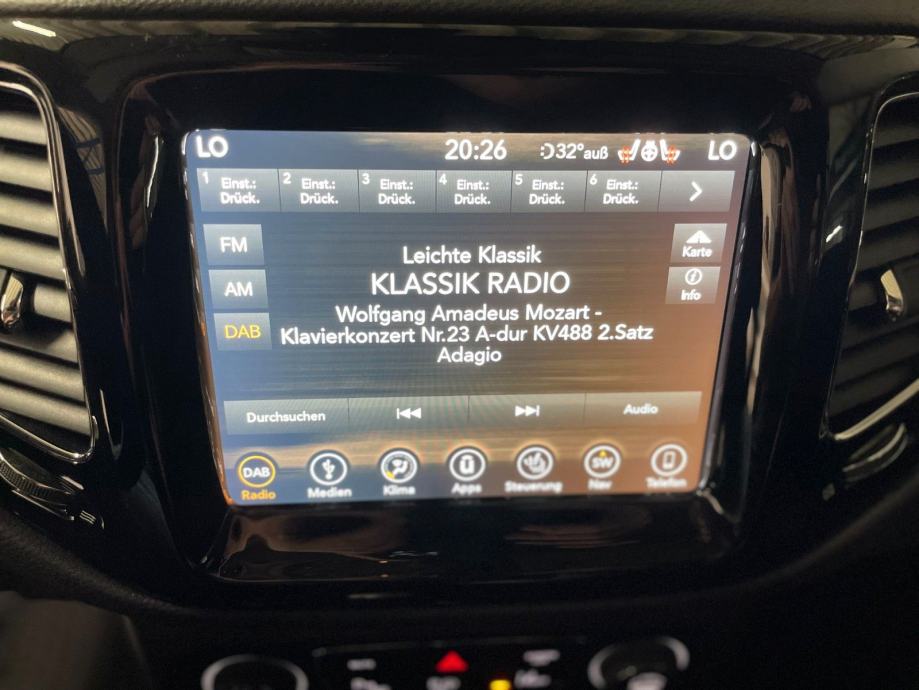 LO 20:26 32°auß LO
1 Einst.: 2 Einst.: 3 Einst.: 4 Einst.: 5 Einst.: 6 Einst.:
Drück. Drück. Drück. Drück. Drück. Drück.
FM
AM
DAB
Leichte Klassik
KLASSIK RADIO
Wolfgang Amadeus Mozart -
Klavierkonzert Nr.23 A-dur KV488 2.Satz
Adagio
Karte
Info
Durchsuchen Audio
DAB SW
Radio Medien Klima Apps Steuerung Nav Telefon